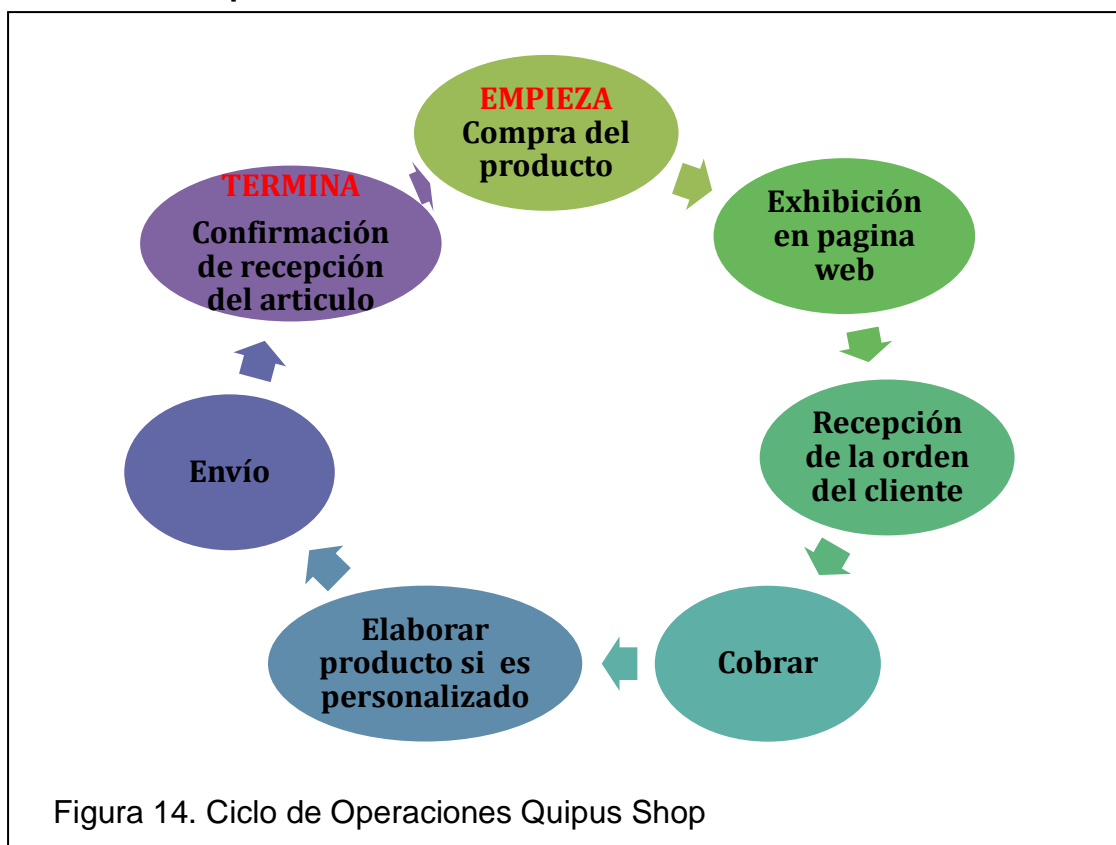 EMPIEZA
Compra del
producto
Exhibición
en pagina
web
Recepción
de la orden
del cliente
Cobrar
Elaborar
producto si  es
personalizado
Envío
TERMINA
Confirmación
de recepción
del articulo
Figura 14. Ciclo de Operaciones Quipus Shop